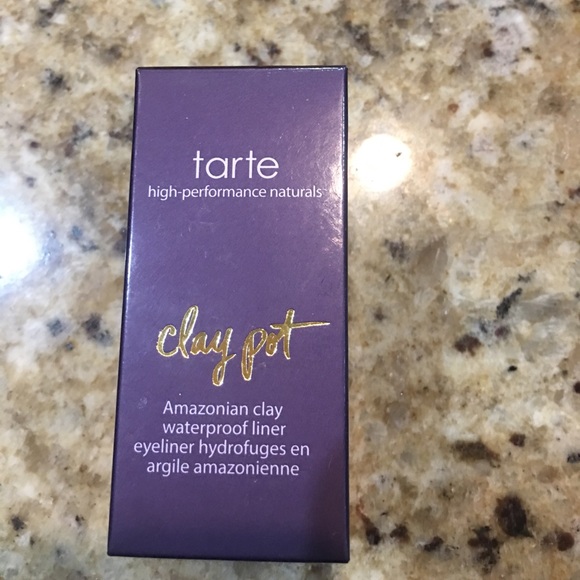 tarte
high-performance naturals
clay pot
Amazonian clay
waterproof liner
eyeliner hydrofuges en
argile amazonienne